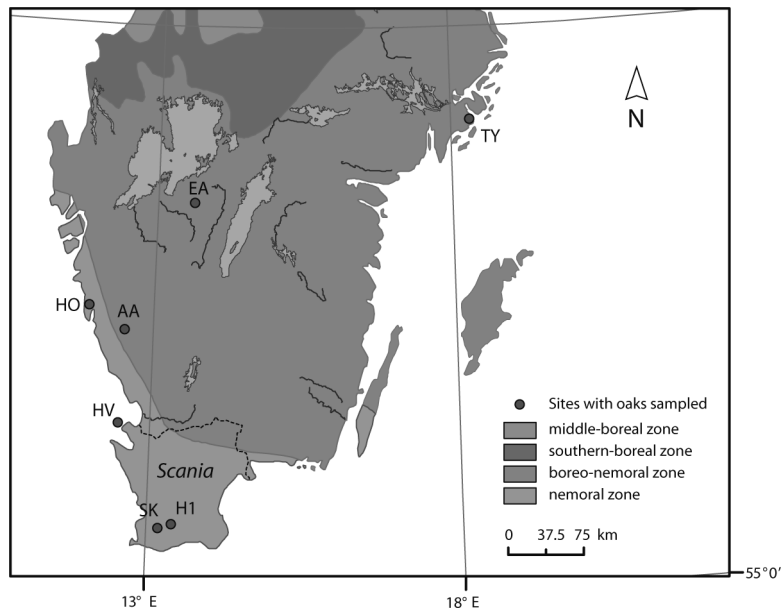 N
TY
EA
HO
AA
HV
Scania
SK
H1
Sites with oaks sampled
middle-boreal zone
southern-boreal zone
boreo-nemoral zone
nemoral zone
0 37.5 75 km
55°0'
13° E
18° E